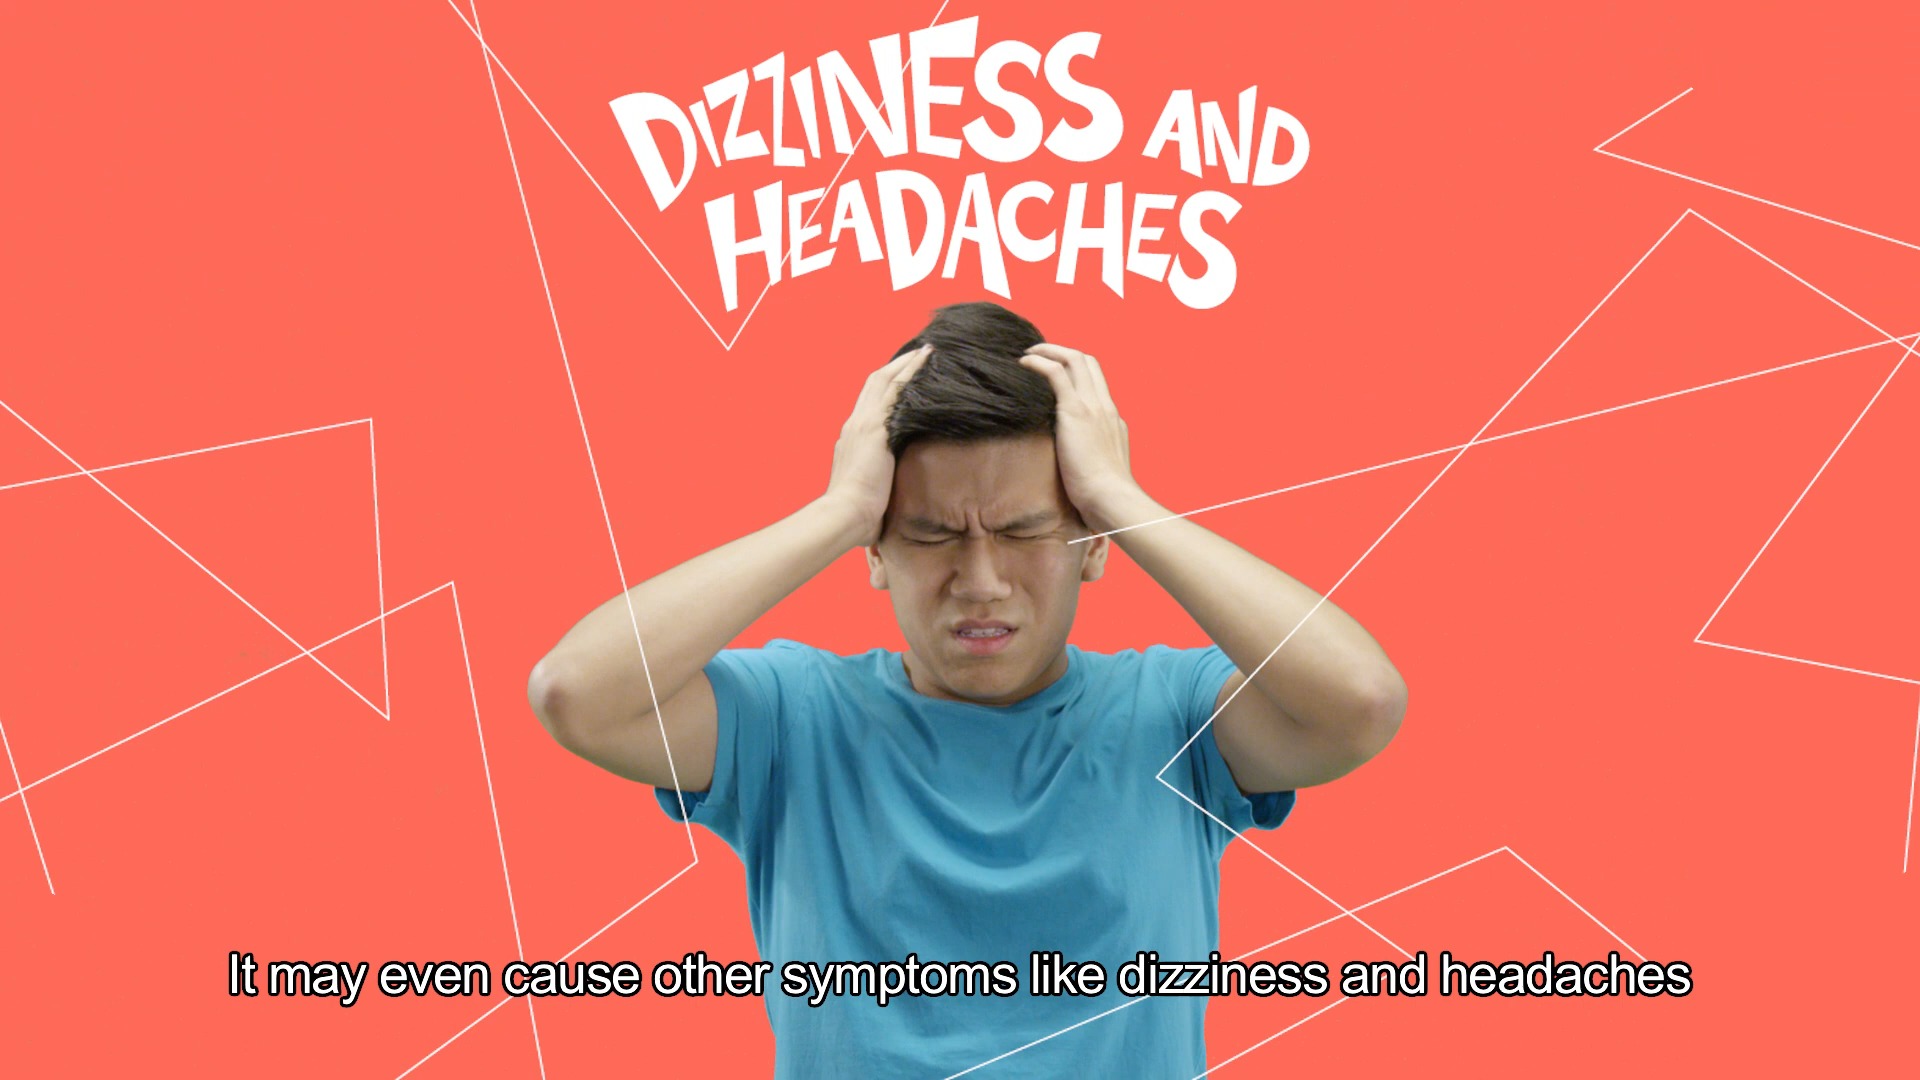 DIZZINESS AND
HEADACHES
It may even cause other symptoms like dizziness and headaches